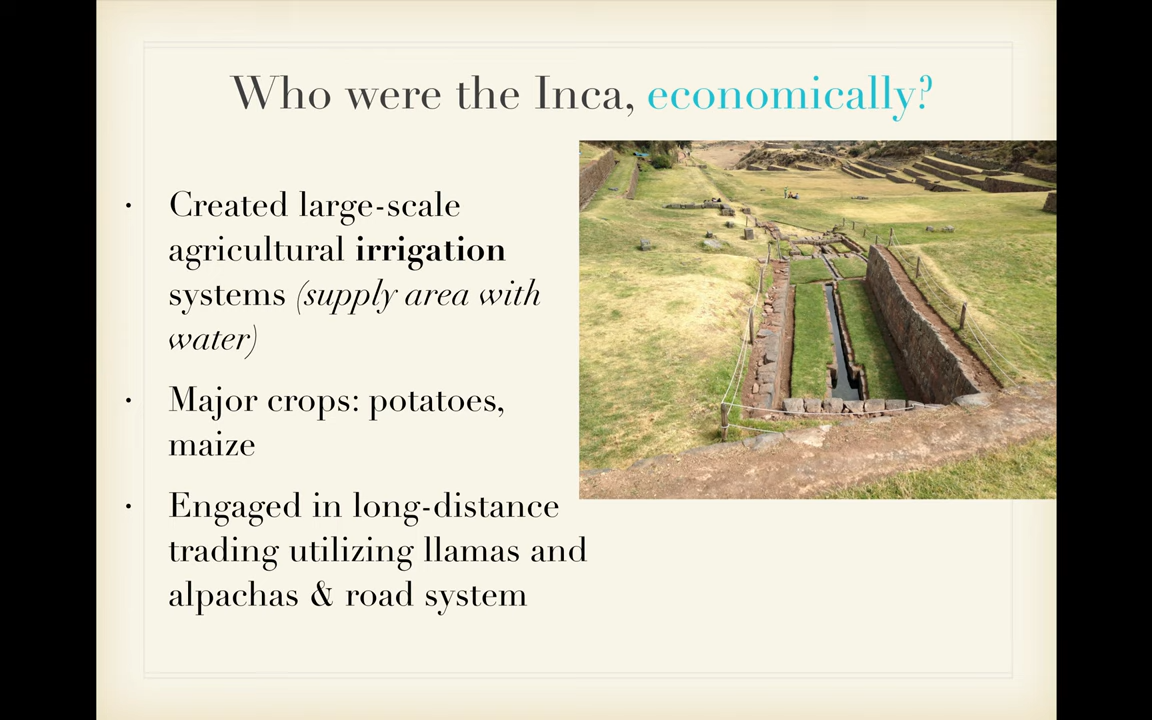 Who were the Inca, economically?
• Created large-scale
agricultural irrigation
systems (supply area with
water)
• Major crops: potatoes,
maize
• Engaged in long-distance
trading utilizing llamas and
alpachas & road system